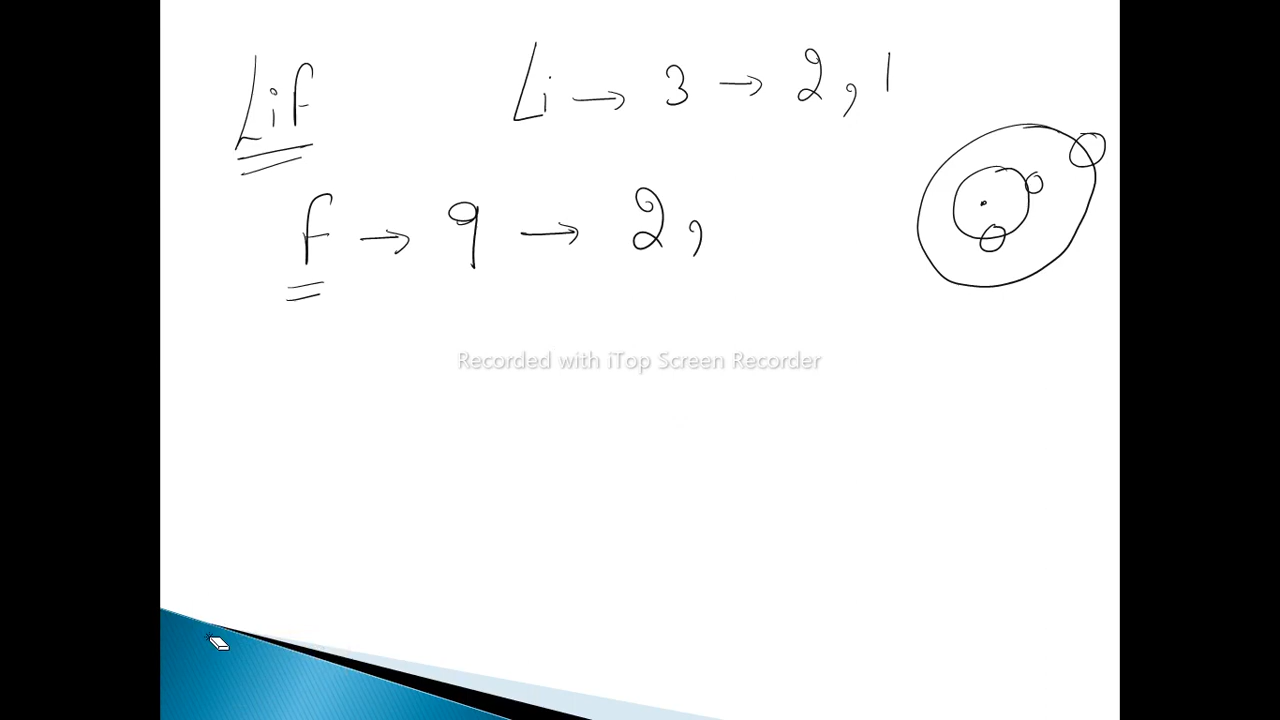 Lif
Li → 3 → 2, 1
f → 9 → 2,
Recorded with iTop Screen Recorder